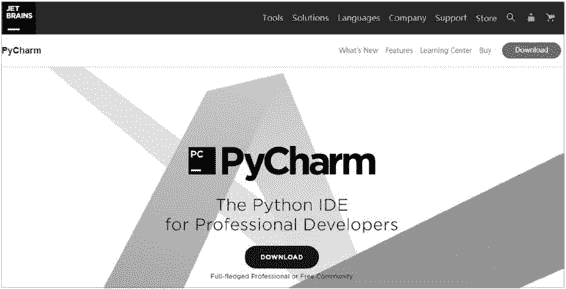 JET
BRAINS
Tools Solutions Languages Company Support Store
PyCharm
What's New Features Learning Center Buy Download
PC
PyCharm
The Python IDE
for Professional Developers
DOWNLOAD
Full-fledged Professional or Free Community